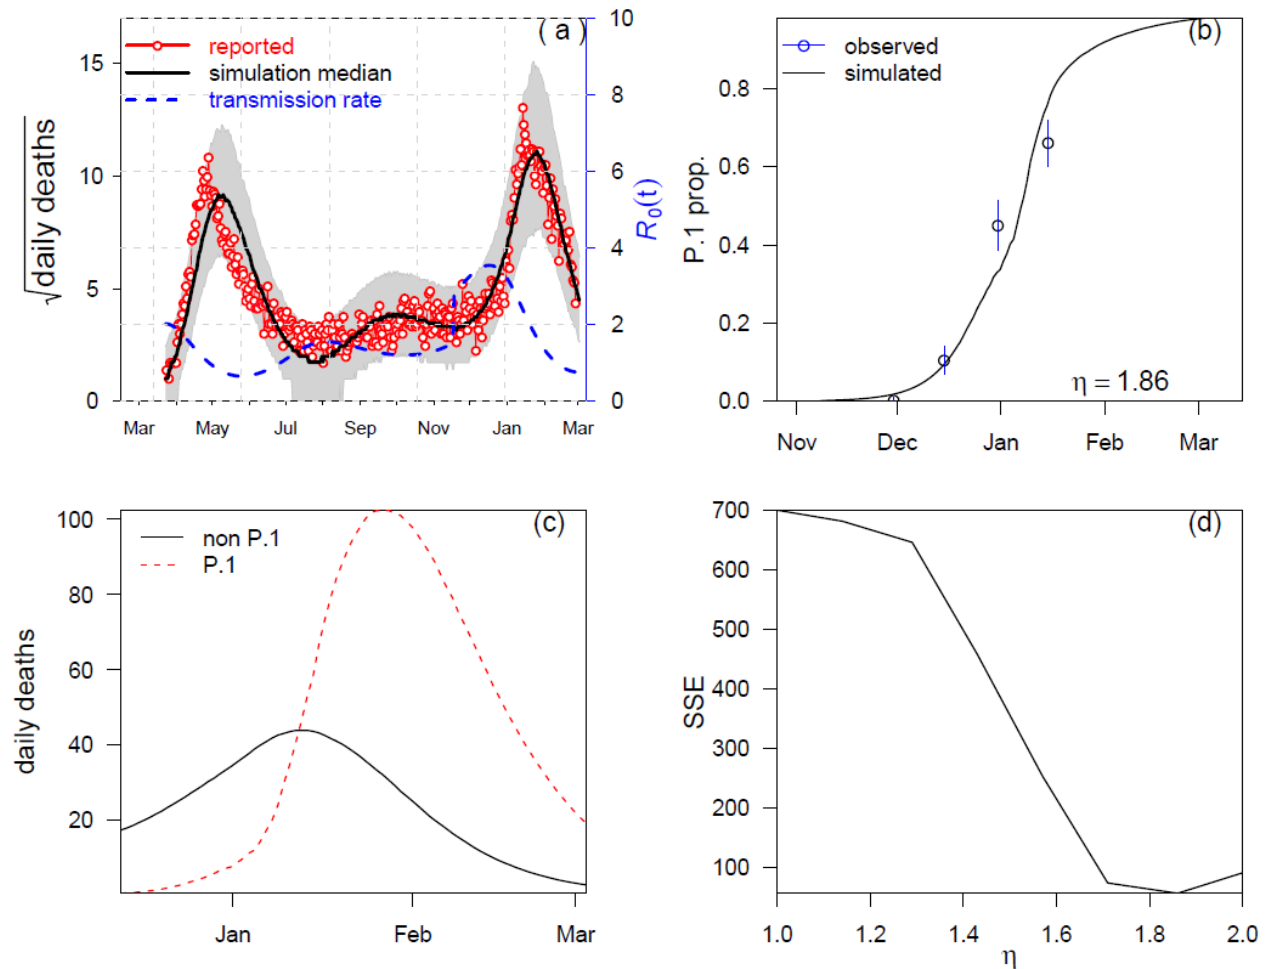 (a)
reported
simulation median
transmission rate
√daily deaths
0
5
10
15
Mar
May
Jul
Sep
Nov
Jan
Mar
0
2
4
6
8
10
R₀(t)
(b)
observed
simulated
P.1 prop.
0.0
0.2
0.4
0.6
0.8
η = 1.86
Nov
Dec
Jan
Feb
Mar
(c)
non P.1
P.1
daily deaths
20
40
60
80
100
Jan
Feb
Mar
(d)
SSE
100
200
300
400
500
600
700
1.0
1.2
1.4
1.6
1.8
2.0
η